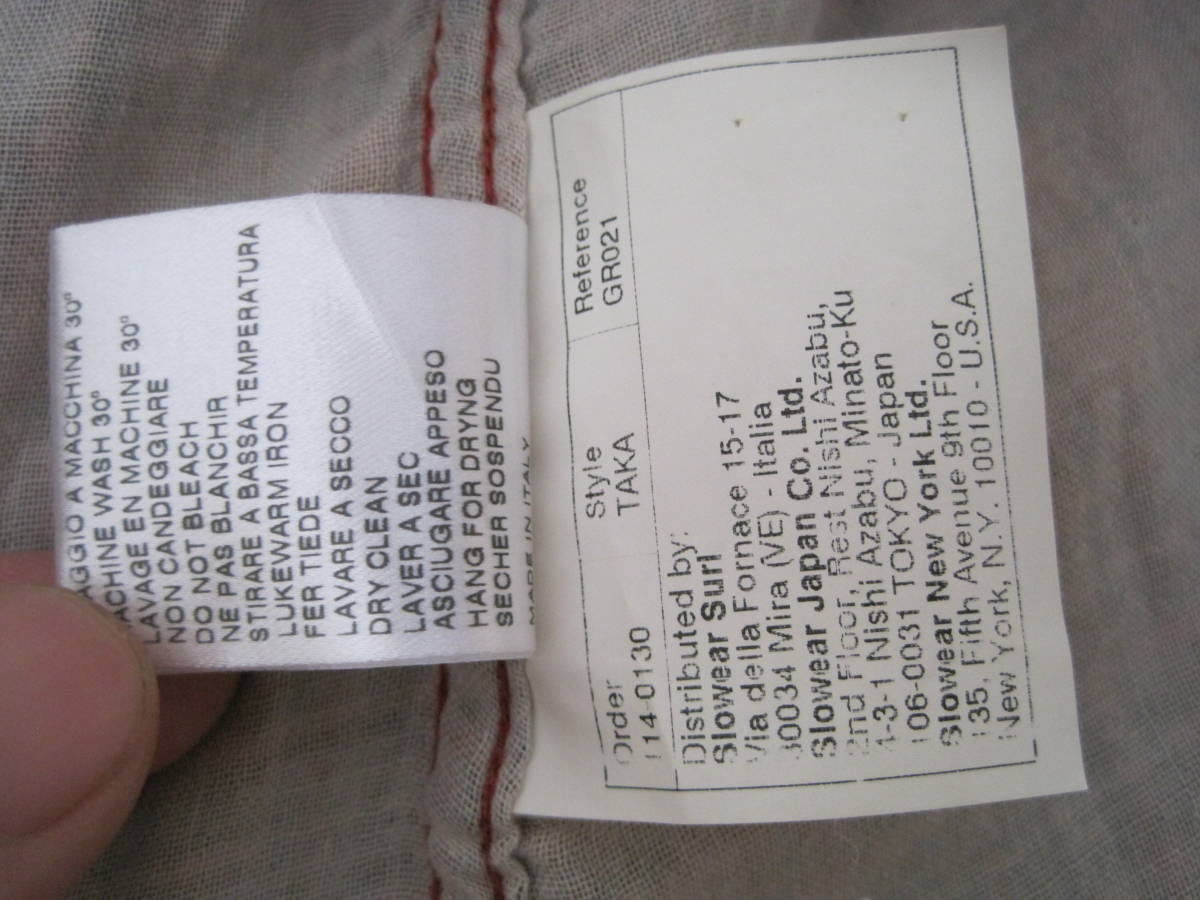 AGGIO A MACCHINA 30°
ACHINE WASH 30°
LAVAGE EN MACHINE 30°
NON CANDEGGIARE
DO NOT BLEACH
NE PAS BLANCHIR
STIRARE A BASSA TEMPERATURA
LUKEWARM IRON
FER TIEDE
LAVARE A SECCO
DRY CLEAN
LAVER A SEC
ASCIUGARE APPESO
HANG FOR DRYNG
SECHER SOSPENDU
MADE IN ITALY
Order Style Reference
114-0130 TAKA GR021
Distributed by:
Slowear Surl
Via della Fornace 15-17
30034 Mira (VE) - Italia
Slowear Japan Co. Ltd.
2nd Floor, Rest Nishi Azabu,
4-3-1 Nishi Azabu, Minato-Ku
106-0031 TOKYO - Japan
Slowear New York Ltd.
135, Fifth Avenue 9th Floor
New York, N.Y. 10010 - U.S.A.